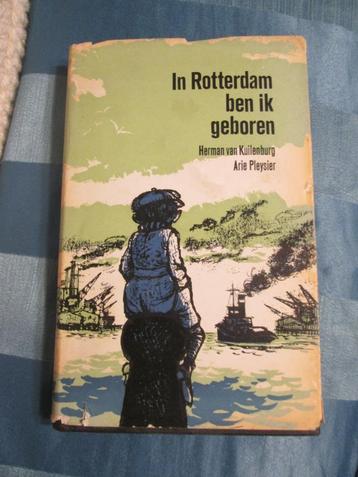 In Rotterdam
ben ik
geboren
Herman van Kuilenburg
Arie Pleysier